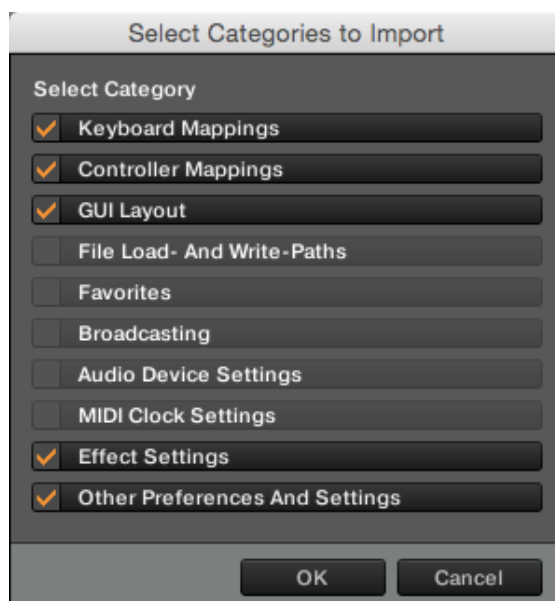 Select Categories to Import
Select Category
Keyboard Mappings
Controller Mappings
GUI Layout
File Load- And Write-Paths
Favorites
Broadcasting
Audio Device Settings
MIDI Clock Settings
Effect Settings
Other Preferences And Settings
OK Cancel